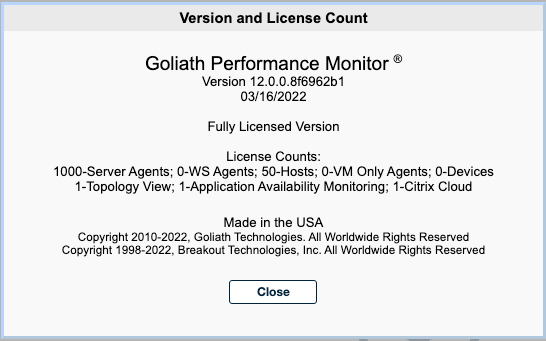 Version and License Count
Goliath Performance Monitor ®
Version 12.0.0.8f6962b1
03/16/2022
Fully Licensed Version
License Counts:
1000-Server Agents; 0-WS Agents; 50-Hosts; 0-VM Only Agents; 0-Devices
1-Topology View; 1-Application Availability Monitoring; 1-Citrix Cloud
Made in the USA
Copyright 2010-2022, Goliath Technologies. All Worldwide Rights Reserved
Copyright 1998-2022, Breakout Technologies, Inc. All Worldwide Rights Reserved
Close